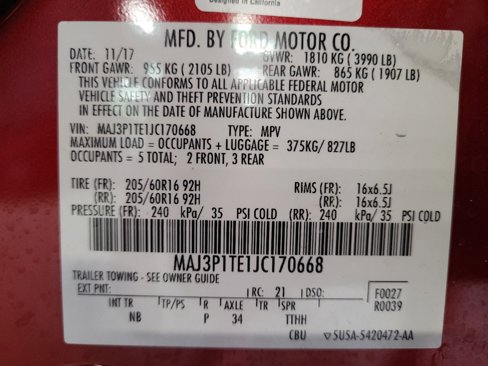 Designed in California
MFD. BY FORD MOTOR CO.
DATE: 11/17 GVWR: 1810 KG ( 3990 LB)
FRONT GAWR: 955 KG ( 2105 LB) REAR GAWR: 865 KG ( 1907 LB)
THIS VEHICLE CONFORMS TO ALL APPLICABLE FEDERAL MOTOR
VEHICLE SAFETY AND THEFT PREVENTION STANDARDS
IN EFFECT ON THE DATE OF MANUFACTURE SHOWN ABOVE.
VIN: MAJ3P1TE1JC170668 TYPE: MPV
MAXIMUM LOAD = OCCUPANTS + LUGGAGE = 375KG/ 827LB
OCCUPANTS = 5 TOTAL; 2 FRONT, 3 REAR
TIRE (FR): 205/60R16 92H RIMS (FR): 16x6.5J
(RR): 205/60R16 92H (RR): 16x6.5J
PRESSURE (FR): 240 kPa/ 35 PSI COLD (RR): 240 kPa/ 35 PSI COLD
MAJ3P1TE1JC170668
TRAILER TOWING - SEE OWNER GUIDE
EXT PNT: RC: 21 DSO: F0027
R0039
INT TR TP/PS R AXLE TR SPR
NB P 34 TTHH
CBU ▽5USA-5420472-AA